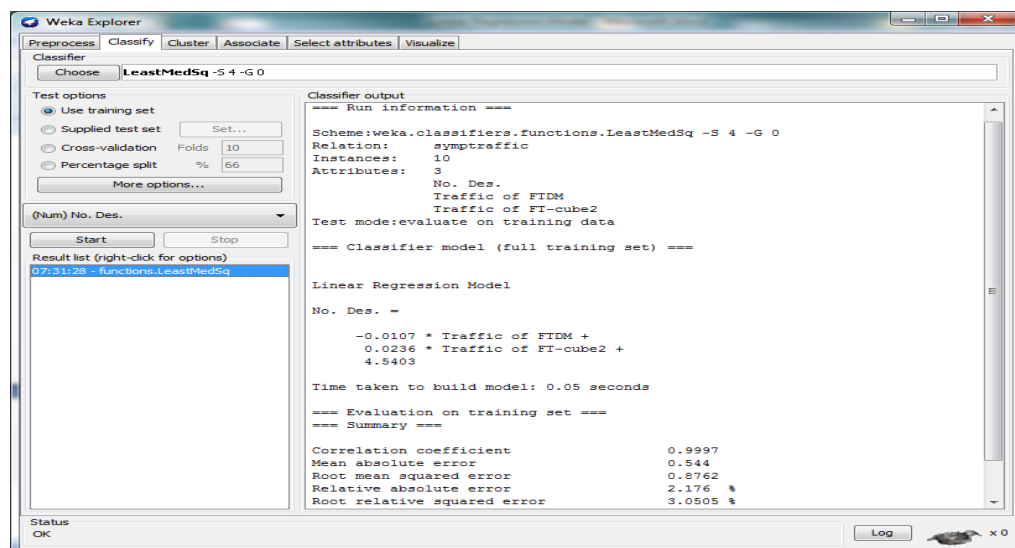 Weka Explorer
Preprocess Classify Cluster Associate Select attributes Visualize
Classifier
Choose LeastMedSq -S 4 -G 0
Test options
Use training set
Supplied test set Set...
Cross-validation Folds 10
Percentage split % 66
More options...
(Num) No. Des.
Start Stop
Result list (right-click for options)
07:31:28 - functions.LeastMedSq
Classifier output
=== Run information ===
Scheme:weka.classifiers.functions.LeastMedSq -S 4 -G 0
Relation: symptraffic
Instances: 10
Attributes: 3
No. Des.
Traffic of FTDM
Traffic of FT-cube2
Test mode:evaluate on training data
=== Classifier model (full training set) ===
Linear Regression Model
No. Des. =
-0.0107 * Traffic of FTDM +
0.0236 * Traffic of FT-cube2 +
4.5403
Time taken to build model: 0.05 seconds
=== Evaluation on training set ===
=== Summary ===
Correlation coefficient 0.9997
Mean absolute error 0.544
Root mean squared error 0.8762
Relative absolute error 2.176 %
Root relative squared error 3.0505 %
Status
OK
Log x 0